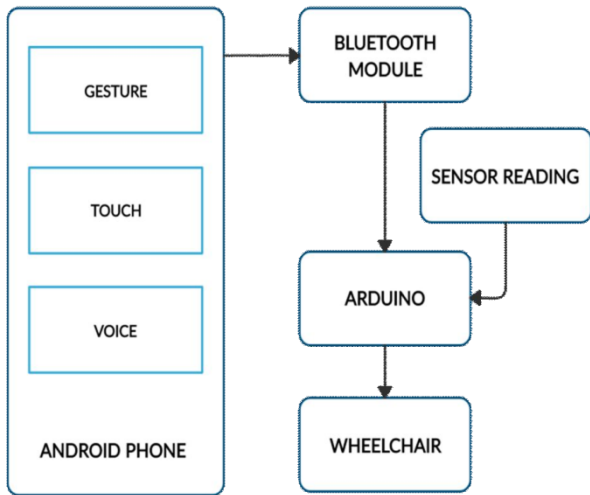 GESTURE
TOUCH
VOICE
ANDROID PHONE
BLUETOOTH
MODULE
SENSOR READING
ARDUINO
WHEELCHAIR